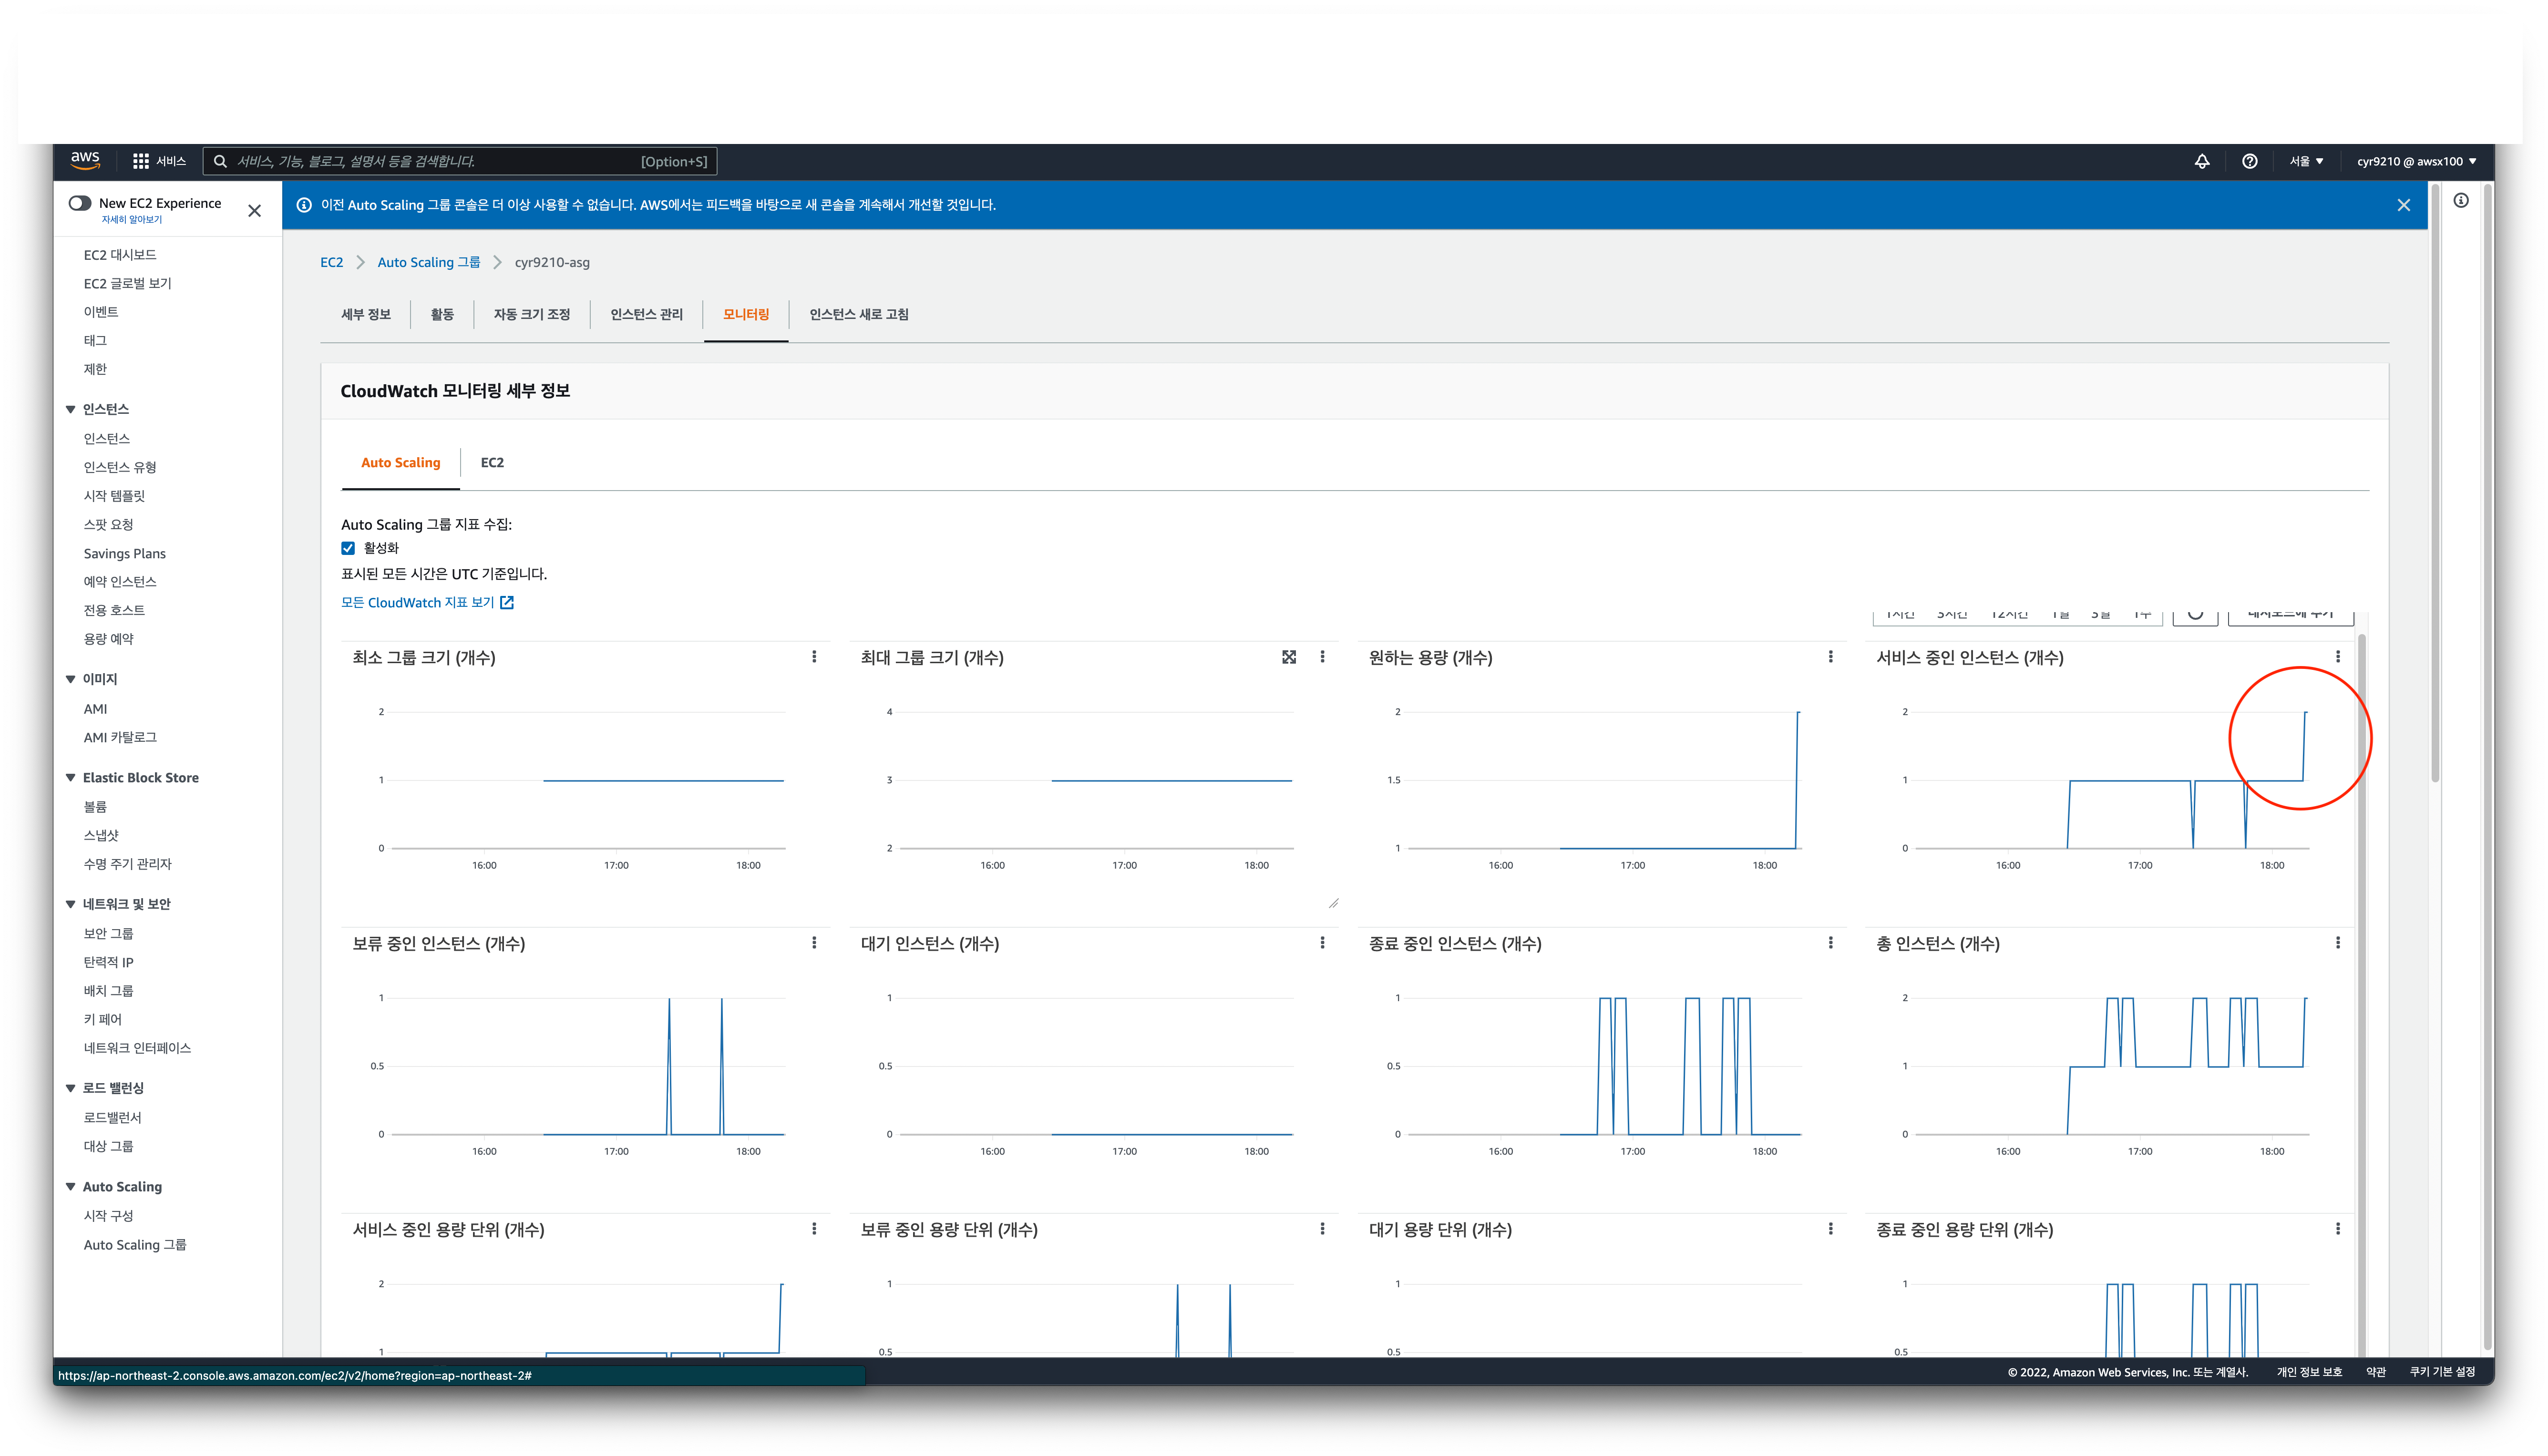 aws
서비스
서비스, 기능, 블로그, 설명서 등을 검색합니다. [Option+S]
서울
cyr9210 @ awsx100
New EC2 Experience
자세히 알아보기
EC2 대시보드
EC2 글로벌 보기
이벤트
태그
제한
인스턴스
인스턴스
인스턴스 유형
시작 템플릿
스팟 요청
Savings Plans
예약 인스턴스
전용 호스트
용량 예약
이미지
AMI
AMI 카탈로그
Elastic Block Store
볼륨
스냅샷
수명 주기 관리자
네트워크 및 보안
보안 그룹
탄력적 IP
배치 그룹
키 페어
네트워크 인터페이스
로드 밸런싱
로드밸런서
대상 그룹
Auto Scaling
시작 구성
Auto Scaling 그룹
이전 Auto Scaling 그룹 콘솔은 더 이상 사용할 수 없습니다. AWS에서는 피드백을 바탕으로 새 콘솔을 계속해서 개선할 것입니다.
EC2 > Auto Scaling 그룹 > cyr9210-asg
세부 정보 활동 자동 크기 조정 인스턴스 관리 모니터링 인스턴스 새로 고침
CloudWatch 모니터링 세부 정보
Auto Scaling EC2
Auto Scaling 그룹 지표 수집:
활성화
표시된 모든 시간은 UTC 기준입니다.
모든 CloudWatch 지표 보기
1시간 3시간 12시간 1일 3일 1주 대시보드에 추가
최소 그룹 크기 (개수)
2
1
0
16:00 17:00 18:00
최대 그룹 크기 (개수)
4
3
2
16:00 17:00 18:00
원하는 용량 (개수)
2
1.5
1
16:00 17:00 18:00
서비스 중인 인스턴스 (개수)
2
1
0
16:00 17:00 18:00
보류 중인 인스턴스 (개수)
1
0.5
0
16:00 17:00 18:00
대기 인스턴스 (개수)
1
0.5
0
16:00 17:00 18:00
종료 중인 인스턴스 (개수)
1
0.5
0
16:00 17:00 18:00
총 인스턴스 (개수)
2
1
0
16:00 17:00 18:00
서비스 중인 용량 단위 (개수)
2
1
보류 중인 용량 단위 (개수)
1
0.5
대기 용량 단위 (개수)
1
0.5
종료 중인 용량 단위 (개수)
1
0.5
https://ap-northeast-2.console.aws.amazon.com/ec2/v2/home?region=ap-northeast-2#
© 2022, Amazon Web Services, Inc. 또는 계열사. 개인 정보 보호 약관 쿠키 기본 설정